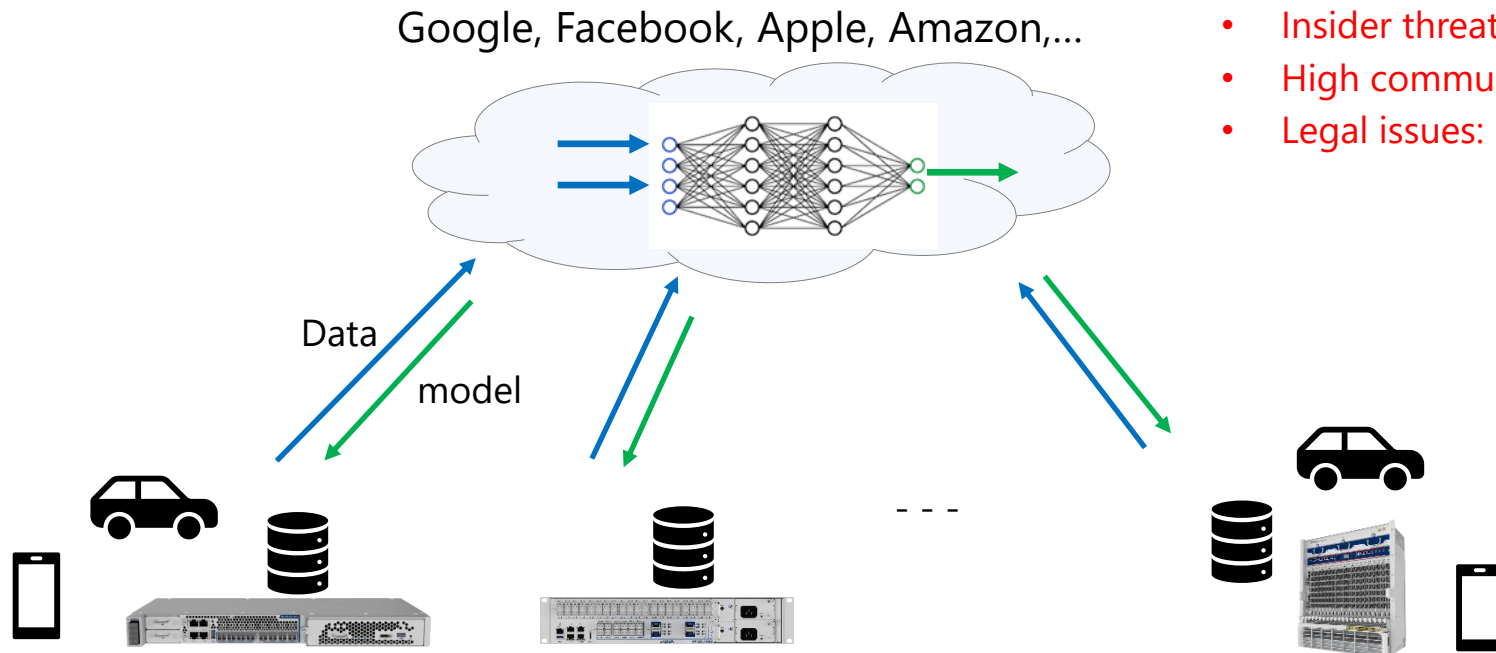 Google, Facebook, Apple, Amazon,...
• Insider threat
• High commu
• Legal issues:
Data
model
- - -